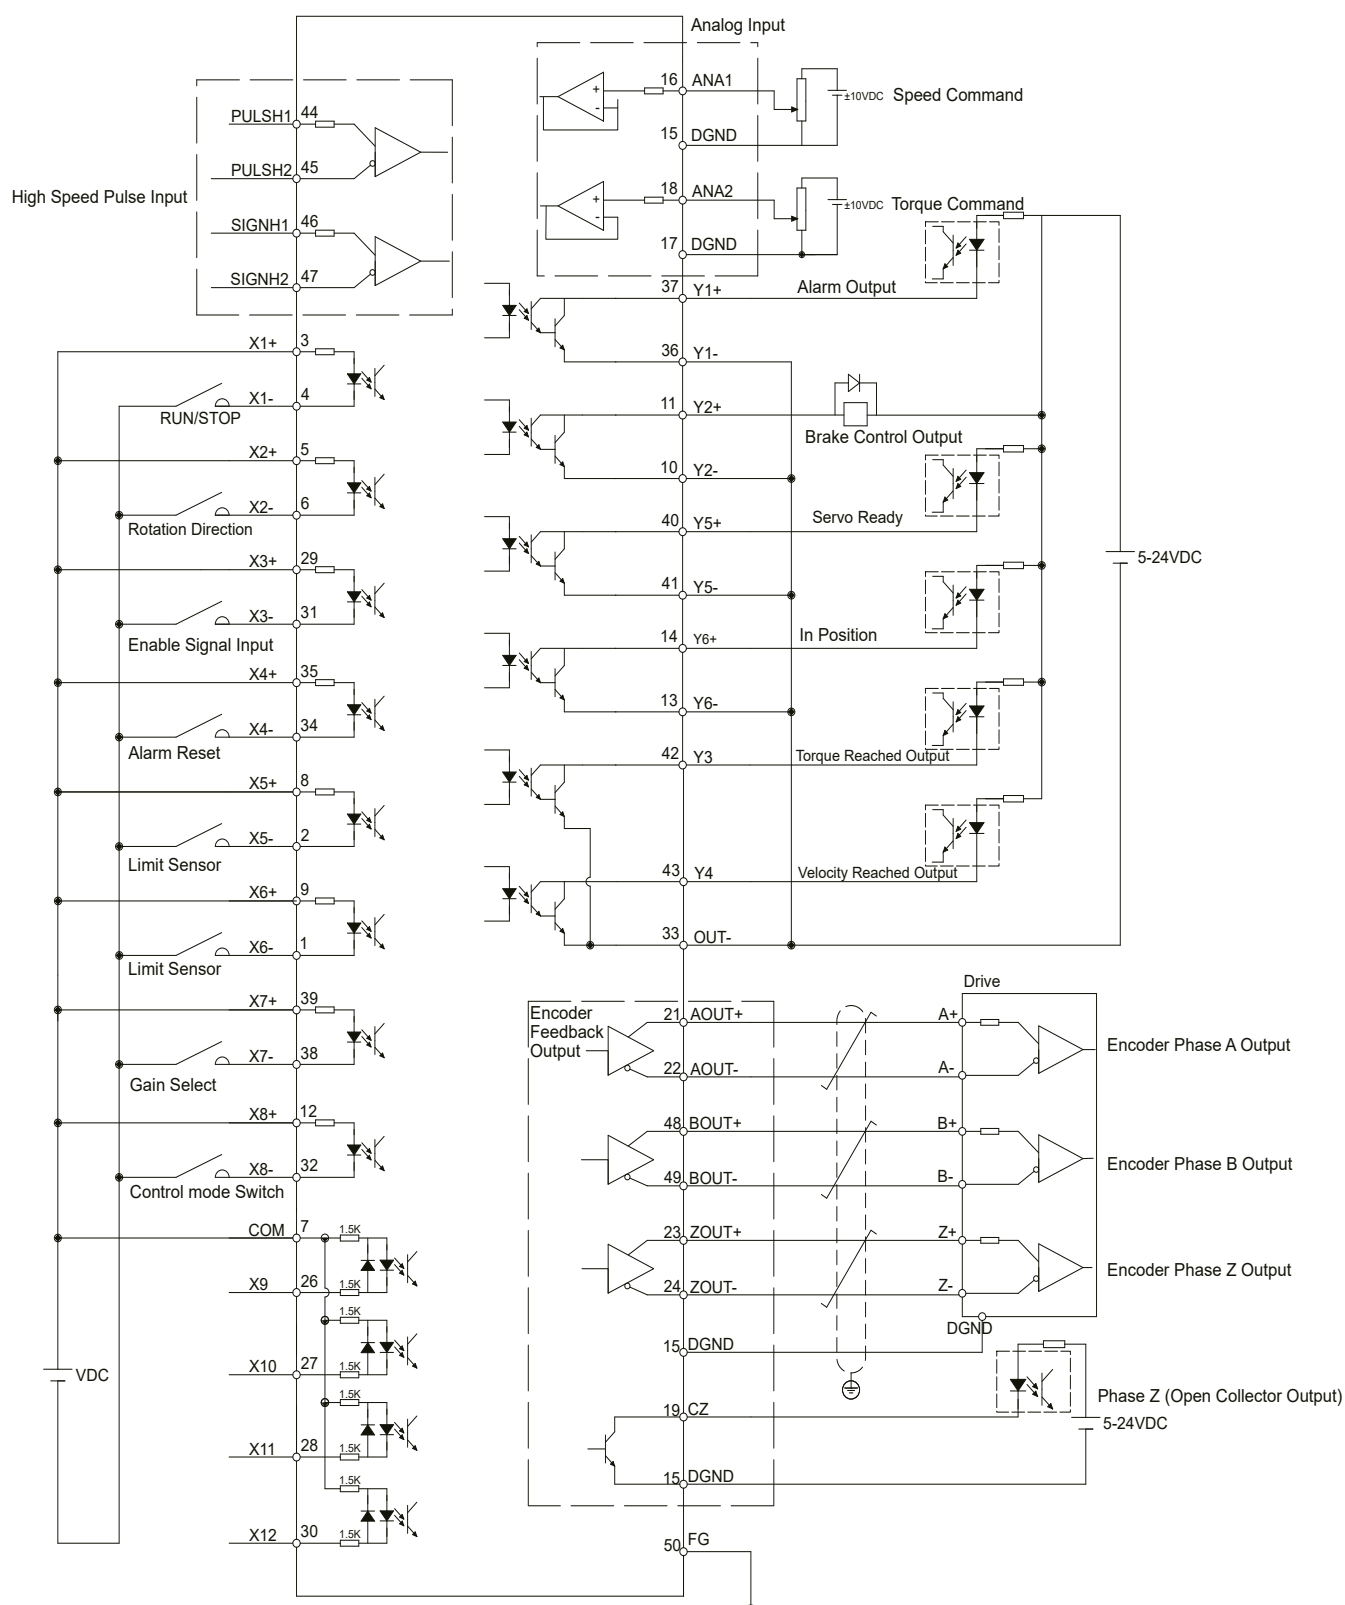 Analog Input
16 ANA1
+
-
±10VDC Speed Command
15 DGND
18 ANA2
+
-
±10VDC Torque Command
17 DGND
High Speed Pulse Input
PULSH1 44
PULSH2 45
SIGNH1 46
SIGNH2 47
X1+ 3
X1- 4
RUN/STOP
X2+ 5
X2- 6
Rotation Direction
X3+ 29
X3- 31
Enable Signal Input
X4+ 35
X4- 34
Alarm Reset
X5+ 8
X5- 2
Limit Sensor
X6+ 9
X6- 1
Limit Sensor
X7+ 39
X7- 38
Gain Select
X8+ 12
X8- 32
Control mode Switch
COM 7 1.5K
X9 26 1.5K
1.5K
X10 27 1.5K
1.5K
X11 28 1.5K
1.5K
X12 30 1.5K
VDC
37 Y1+ Alarm Output
36 Y1-
11 Y2+
Brake Control Output
10 Y2-
40 Y5+ Servo Ready
41 Y5-
14 Y6+ In Position
13 Y6-
42 Y3 Torque Reached Output
43 Y4 Velocity Reached Output
33 OUT-
5-24VDC
Encoder
Feedback
Output
Drive
21 AOUT+ A+
22 AOUT- A-
Encoder Phase A Output
48 BOUT+ B+
49 BOUT- B-
Encoder Phase B Output
23 ZOUT+ Z+
24 ZOUT- Z-
Encoder Phase Z Output
DGND
15 DGND
19 CZ
Phase Z (Open Collector Output)
5-24VDC
15 DGND
50 FG